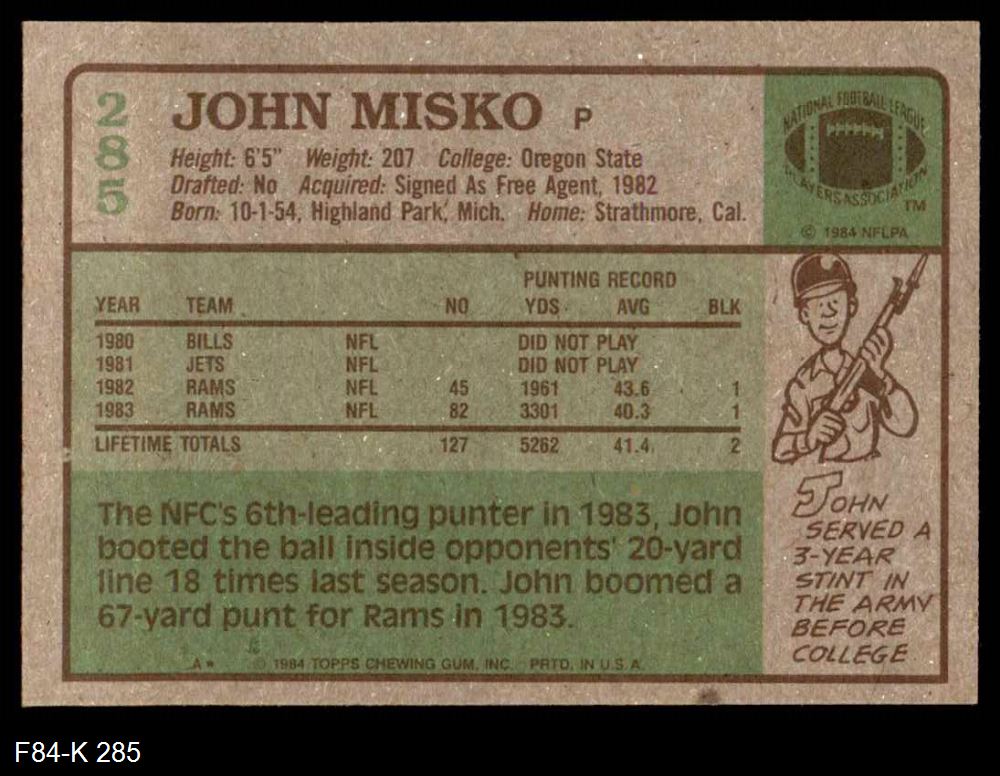 285
JOHN MISKO P
Height: 6'5" Weight: 207 College: Oregon State
Drafted: No Acquired: Signed As Free Agent, 1982
Born: 10-1-54, Highland Park, Mich. Home: Strathmore, Cal.
NATIONAL FOOTBALL LEAGUE
PLAYERS ASSOCIATION
TM
© 1984 NFLPA
PUNTING RECORD
YEAR TEAM NO YDS AVG BLK
1980 BILLS NFL DID NOT PLAY
1981 JETS NFL DID NOT PLAY
1982 RAMS NFL 45 1961 43.6 1
1983 RAMS NFL 82 3301 40.3 1
LIFETIME TOTALS 127 5262 41.4 2
The NFC's 6th-leading punter in 1983, John
booted the ball inside opponents' 20-yard
line 18 times last season. John boomed a
67-yard punt for Rams in 1983.
JOHN
SERVED A
3-YEAR
STINT IN
THE ARMY
BEFORE
COLLEGE
A* © 1984 TOPPS CHEWING GUM, INC. PRTD. IN U.S.A.
F84-K 285